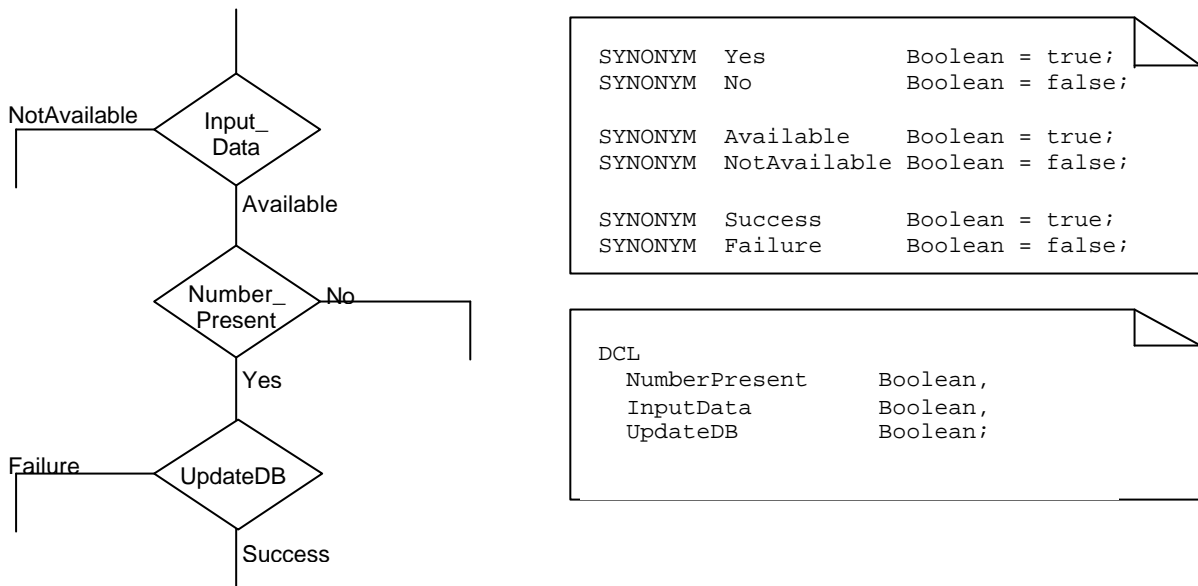 NotAvailable
Input_
Data
Available
Number_
Present
No
Yes
Failure
UpdateDB
Success
SYNONYM Yes Boolean = true;
SYNONYM No Boolean = false;
SYNONYM Available Boolean = true;
SYNONYM NotAvailable Boolean = false;
SYNONYM Success Boolean = true;
SYNONYM Failure Boolean = false;
DCL
NumberPresent Boolean,
InputData Boolean,
UpdateDB Boolean;